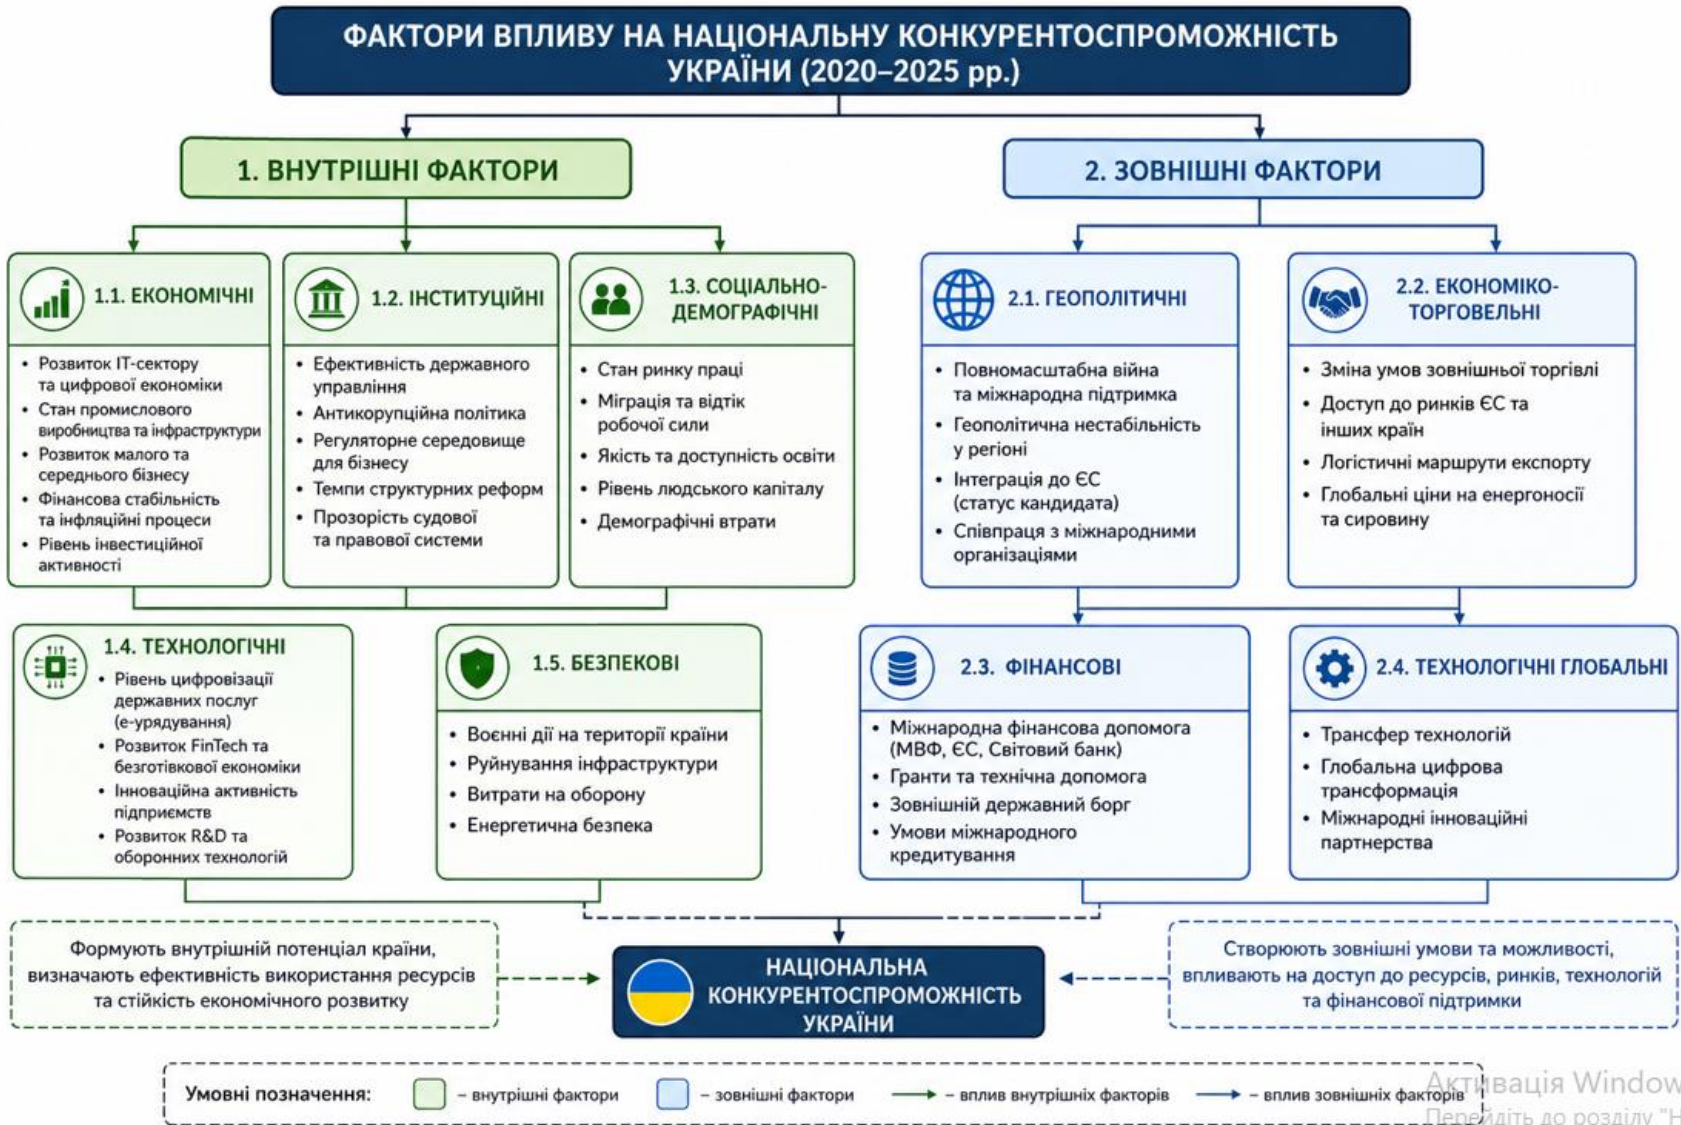 ФАКТОРИ ВПЛИВУ НА НАЦІОНАЛЬНУ КОНКУРЕНТОСПРОМОЖНІСТЬ
УКРАЇНИ (2020–2025 рр.)
1. ВНУТРІШНІ ФАКТОРИ
1.1. ЕКОНОМІЧНІ
• Розвиток ІТ-сектору
та цифрової економіки
• Стан промислового
виробництва та інфраструктури
• Розвиток малого та
середнього бізнесу
• Фінансова стабільність
та інфляційні процеси
• Рівень інвестиційної
активності
1.2. ІНСТИТУЦІЙНІ
• Ефективність державного
управління
• Антикорупційна політика
• Регуляторне середовище
для бізнесу
• Темпи структурних реформ
• Прозорість судової
та правової системи
1.3. СОЦІАЛЬНО-
ДЕМОГРАФІЧНІ
• Стан ринку праці
• Міграція та відтік
робочої сили
• Якість та доступність освіти
• Рівень людського капіталу
• Демографічні втрати
1.4. ТЕХНОЛОГІЧНІ
• Рівень цифровізації
державних послуг
(е-урядування)
• Розвиток FinTech та
безготівкової економіки
• Інноваційна активність
підприємств
• Розвиток R&D та
оборонних технологій
1.5. БЕЗПЕКОВІ
• Воєнні дії на території країни
• Руйнування інфраструктури
• Витрати на оборону
• Енергетична безпека
2. ЗОВНІШНІ ФАКТОРИ
2.1. ГЕОПОЛІТИЧНІ
• Повномасштабна війна
та міжнародна підтримка
• Геополітична нестабільність
у регіоні
• Інтеграція до ЄС
(статус кандидата)
• Співпраця з міжнародними
організаціями
2.2. ЕКОНОМІКО-
ТОРГОВЕЛЬНІ
• Зміна умов зовнішньої торгівлі
• Доступ до ринків ЄС та
інших країн
• Логістичні маршрути експорту
• Глобальні ціни на енергоносії
та сировину
2.3. ФІНАНСОВІ
• Міжнародна фінансова допомога
(МВФ, ЄС, Світовий банк)
• Гранти та технічна допомога
• Зовнішній державний борг
• Умови міжнародного
кредитування
2.4. ТЕХНОЛОГІЧНІ ГЛОБАЛЬНІ
• Трансфер технологій
• Глобальна цифрова
трансформація
• Міжнародні інноваційні
партнерства
Формують внутрішній потенціал країни,
визначають ефективність використання ресурсів
та стійкість економічного розвитку
НАЦІОНАЛЬНА
КОНКУРЕНТОСПРОМОЖНІСТЬ
УКРАЇНИ
Створюють зовнішні умови та можливості,
впливають на доступ до ресурсів, ринків, технологій
та фінансової підтримки
Умовні позначення: – внутрішні фактори – зовнішні фактори – вплив внутрішніх факторів – вплив зовнішніх факторів
Активація Window
Перейдіть до розділу "Н